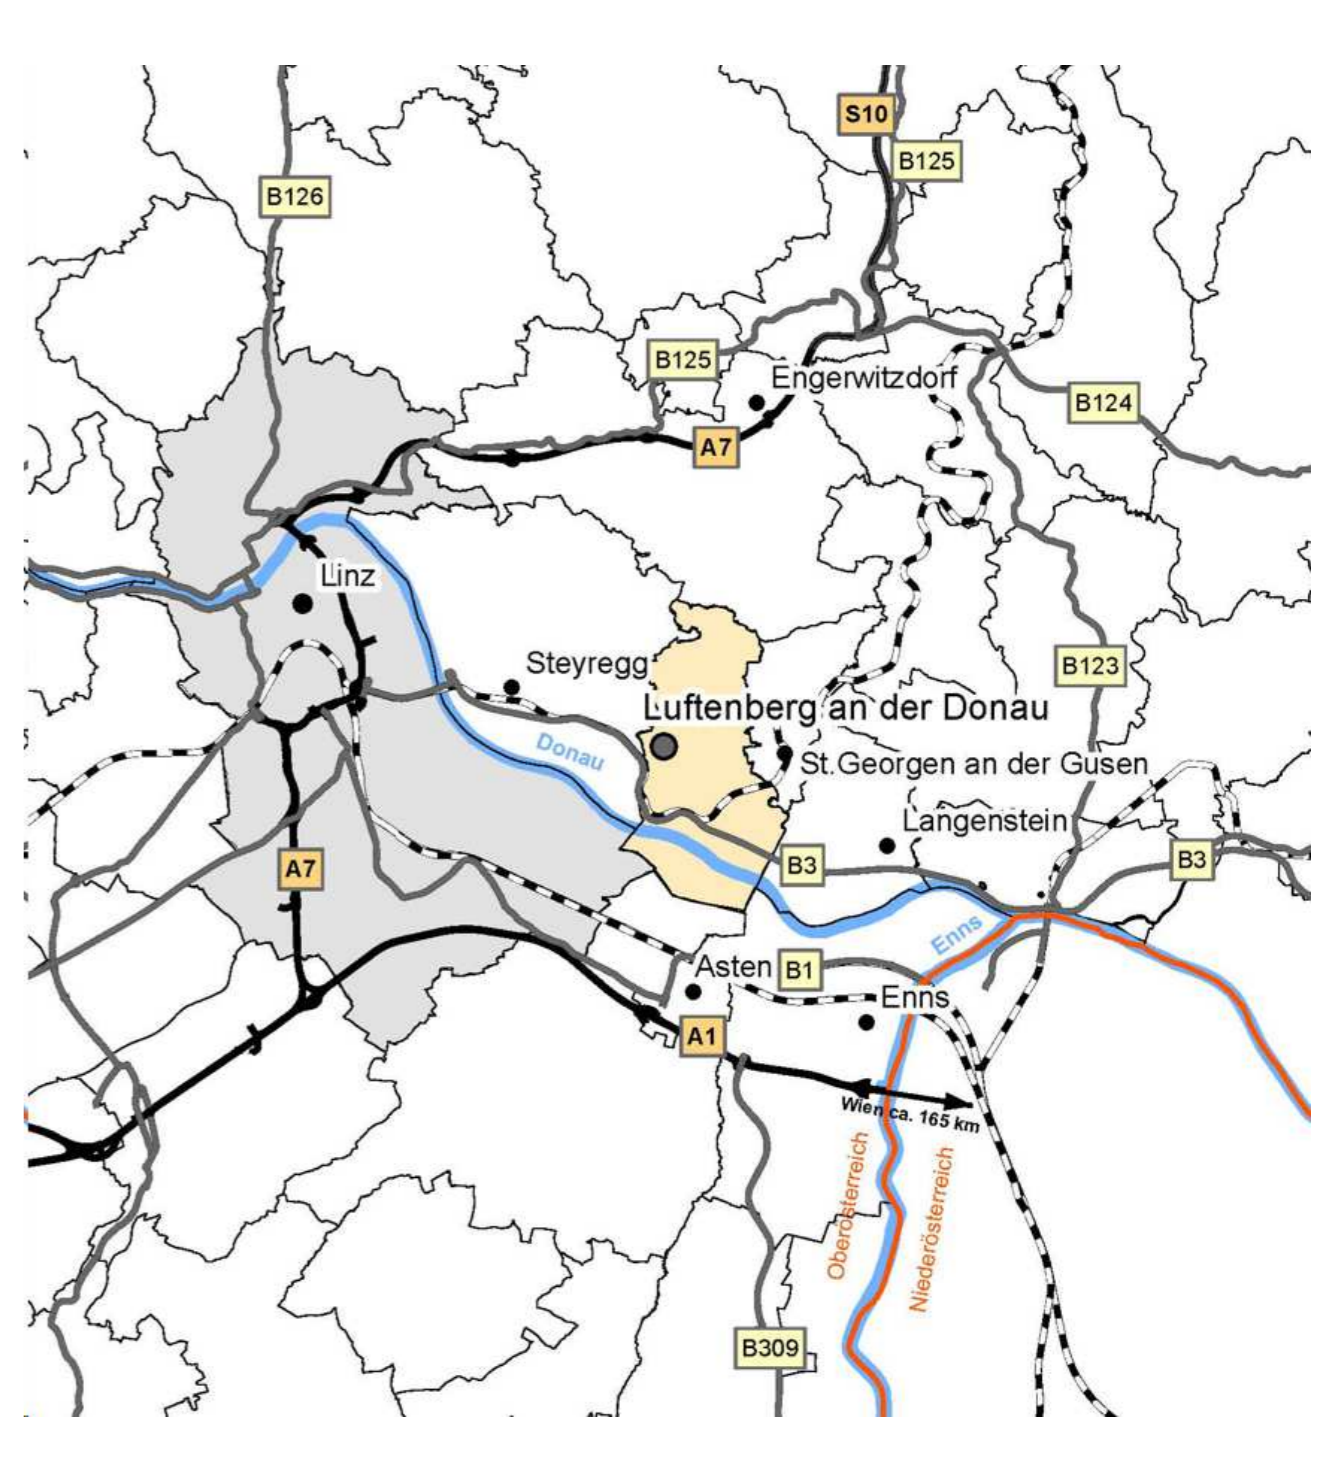 S10
B125
B126
B125
Engerwitzdorf
B124
A7
Linz
Steyregg
B123
Luftenberg an der Donau
Donau
St.Georgen an der Gusen
Langenstein
A7
B3
B3
Enns
Asten
B1
Enns
A1
Wien ca. 165 km
Oberösterreich
Niederösterreich
B309